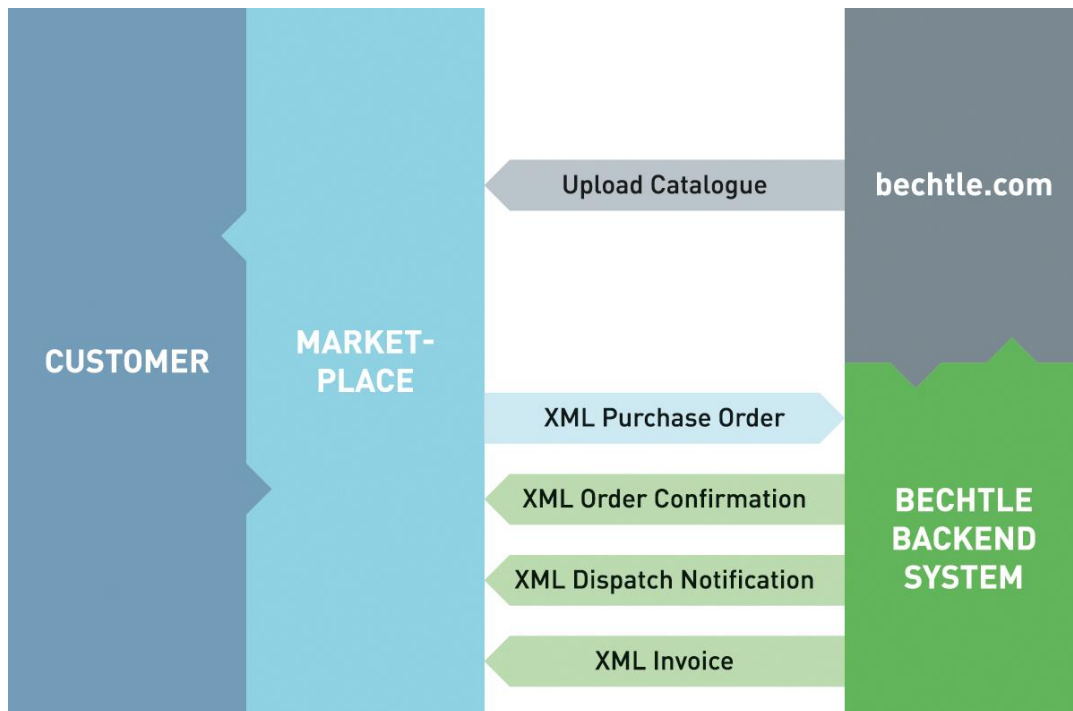 CUSTOMER
MARKET-
PLACE
Upload Catalogue
bechtle.com
XML Purchase Order
XML Order Confirmation
XML Dispatch Notification
XML Invoice
BECHTLE
BACKEND
SYSTEM